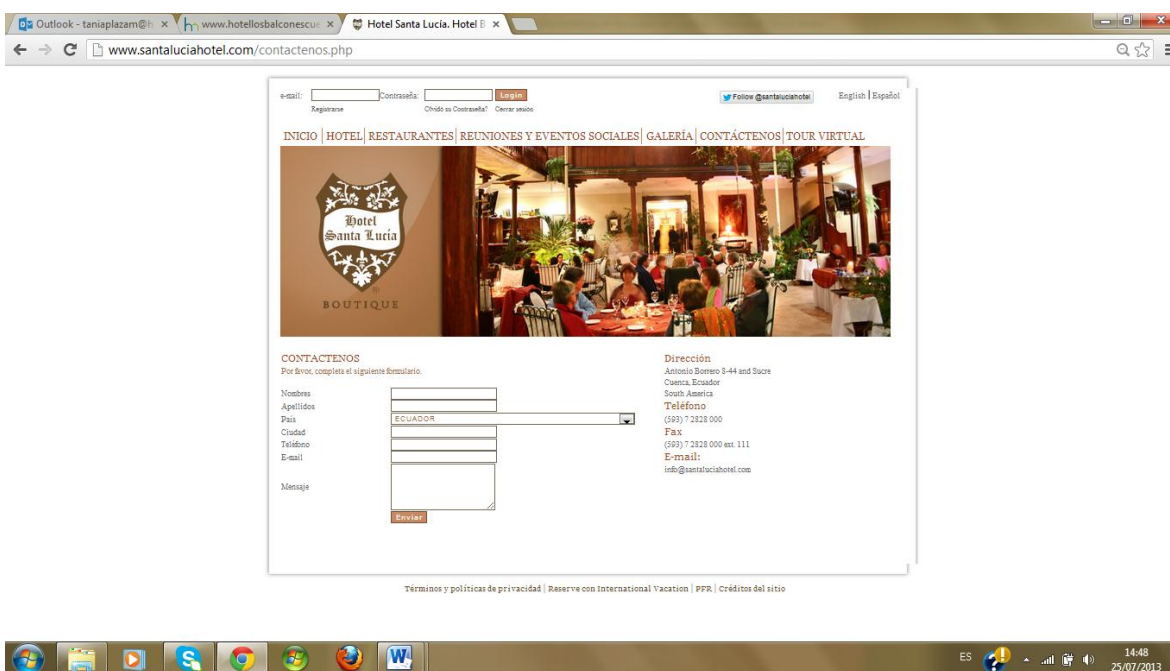 Outlook - taniaplazam@h
www.hotellosbalconescue
Hotel Santa Lucía. Hotel B
www.santaluciahotel.com/contactenos.php
e-mail: Contraseña: Login
Registrarse Olvidó su Contraseña? Cerrar sesión
Follow @santaluciahotel
English | Español
INICIO | HOTEL | RESTAURANTES | REUNIONES Y EVENTOS SOCIALES | GALERÍA | CONTÁCTENOS | TOUR VIRTUAL
Hotel
Santa Lucía
®
BOUTIQUE
CONTACTENOS
Por favor, completa el siguiente formulario.
Nombres
Apellidos
País ECUADOR
Ciudad
Teléfono
E-mail
Mensaje
Enviar
Dirección
Antonio Borrero 8-44 and Sucre
Cuenca, Ecuador
South America
Teléfono
(593) 7 2828 000
Fax
(593) 7 2828 000 ext. 111
E-mail:
info@santaluciahotel.com
Términos y políticas de privacidad | Reserve con International Vacation | PFR | Créditos del sitio
ES
14:48
25/07/2013